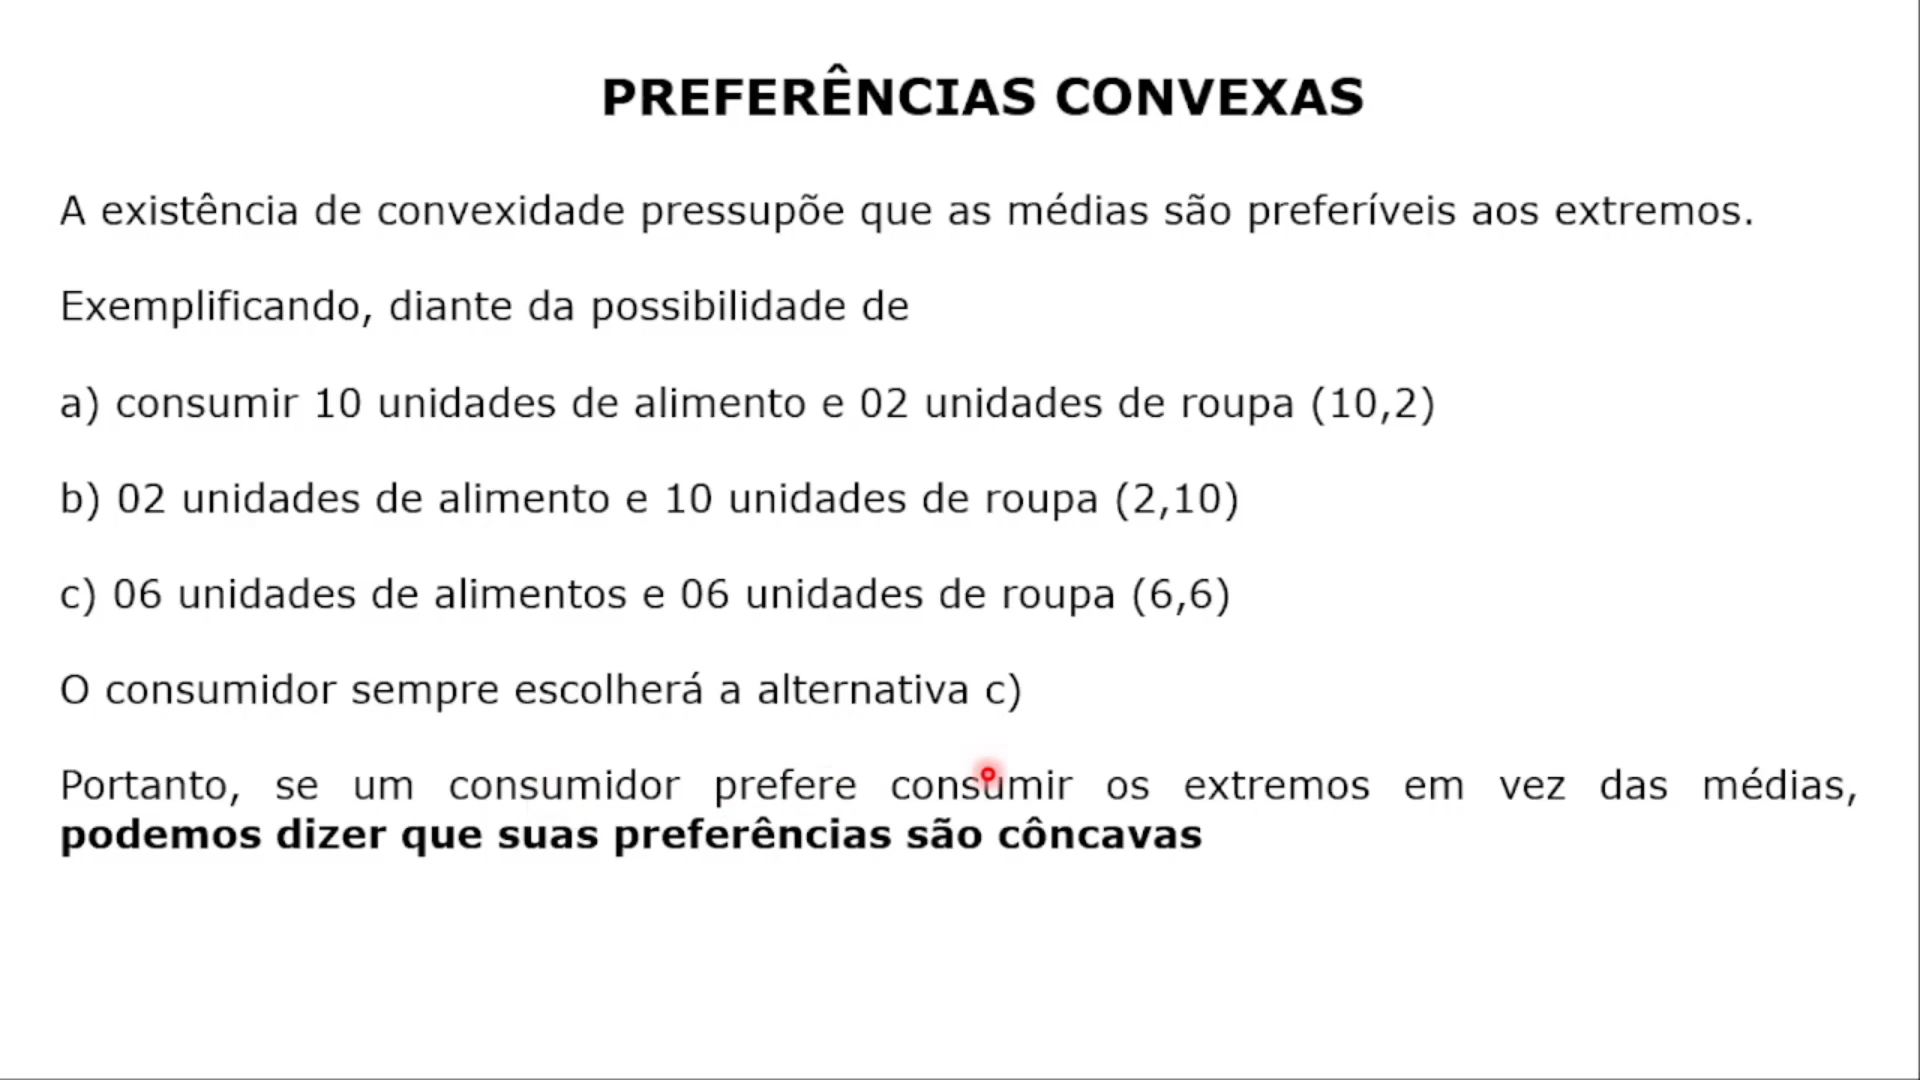 PREFERÊNCIAS CONVEXAS
A existência de convexidade pressupõe que as médias são preferíveis aos extremos.
Exemplificando, diante da possibilidade de
a) consumir 10 unidades de alimento e 02 unidades de roupa (10,2)
b) 02 unidades de alimento e 10 unidades de roupa (2,10)
c) 06 unidades de alimentos e 06 unidades de roupa (6,6)
O consumidor sempre escolherá a alternativa c)
Portanto, se um consumidor prefere consumir os extremos em vez das médias,
podemos dizer que suas preferências são côncavas